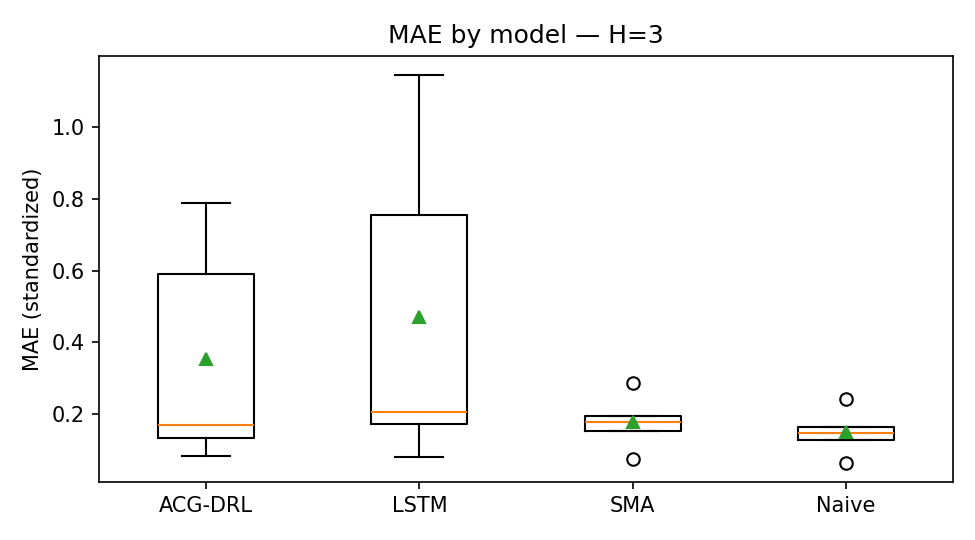 MAE by model — H=3
MAE (standardized)
1.0
0.8
0.6
0.4
0.2
ACG-DRL
LSTM
SMA
Naive